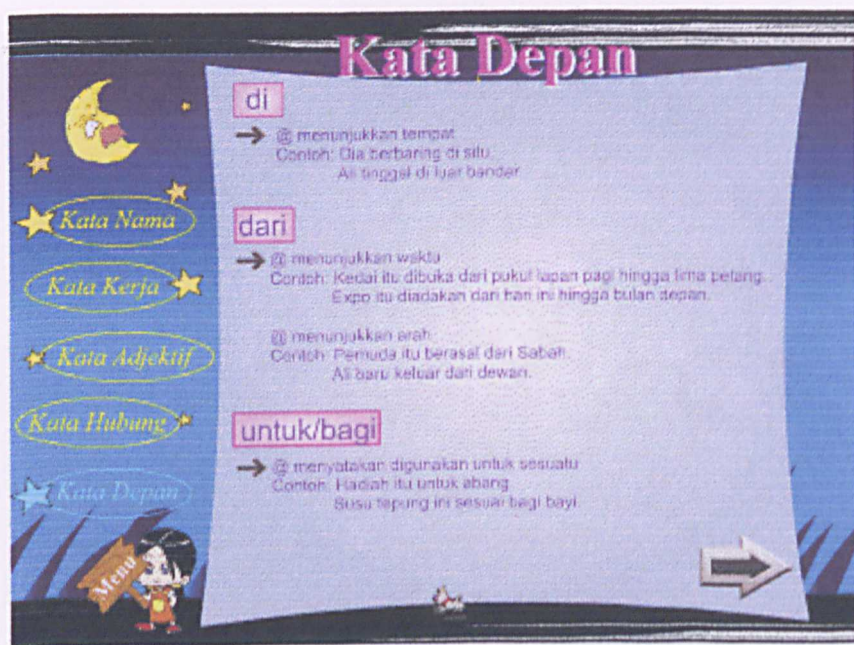 Kata Depan
di
@ menunjukkan tempat
Contoh: Dia berbaring di situ.
Ali tinggal di luar bandar.
Kata Nama
dari
@ menunjukkan waktu
Contoh: Kedai itu dibuka dari pukul lapan pagi hingga lima petang.
Expo itu diadakan dari hari ini hingga bulan depan.
Kata Kerja
@ menunjukkan arah
Contoh: Pemuda itu berasal dari Sabah.
Ali baru keluar dari dewan.
Kata Adjektif
Kata Hubung
untuk/bagi
@ menyatakan digunakan untuk sesuatu
Contoh: Hadiah itu untuk abang.
Susu tepung ini sesuai bagi bayi.
Kata Depan
Menu